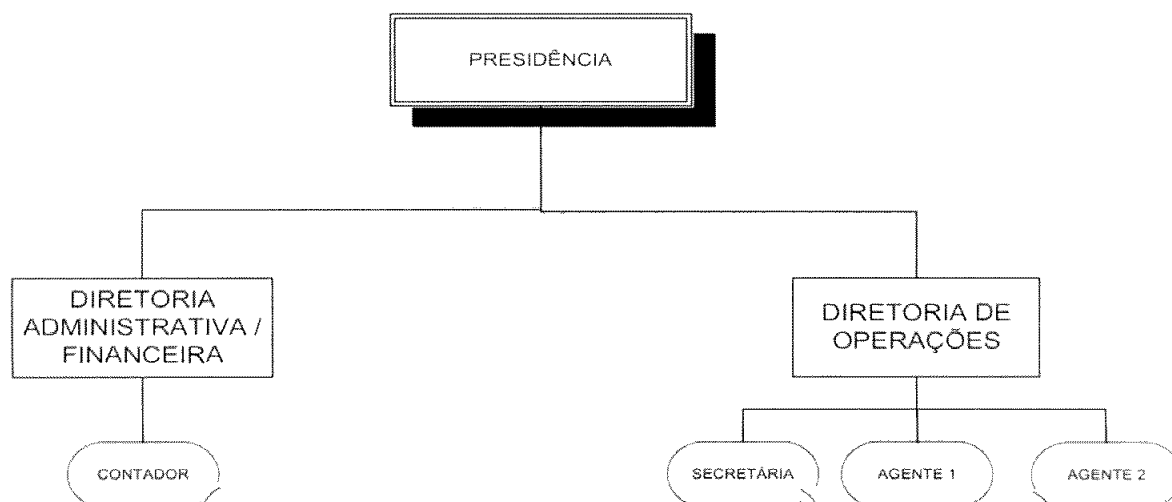 PRESIDÊNCIA
DIRETORIA
ADMINISTRATIVA /
FINANCEIRA
DIRETORIA DE
OPERAÇÕES
CONTADOR
SECRETÁRIA
AGENTE 1
AGENTE 2